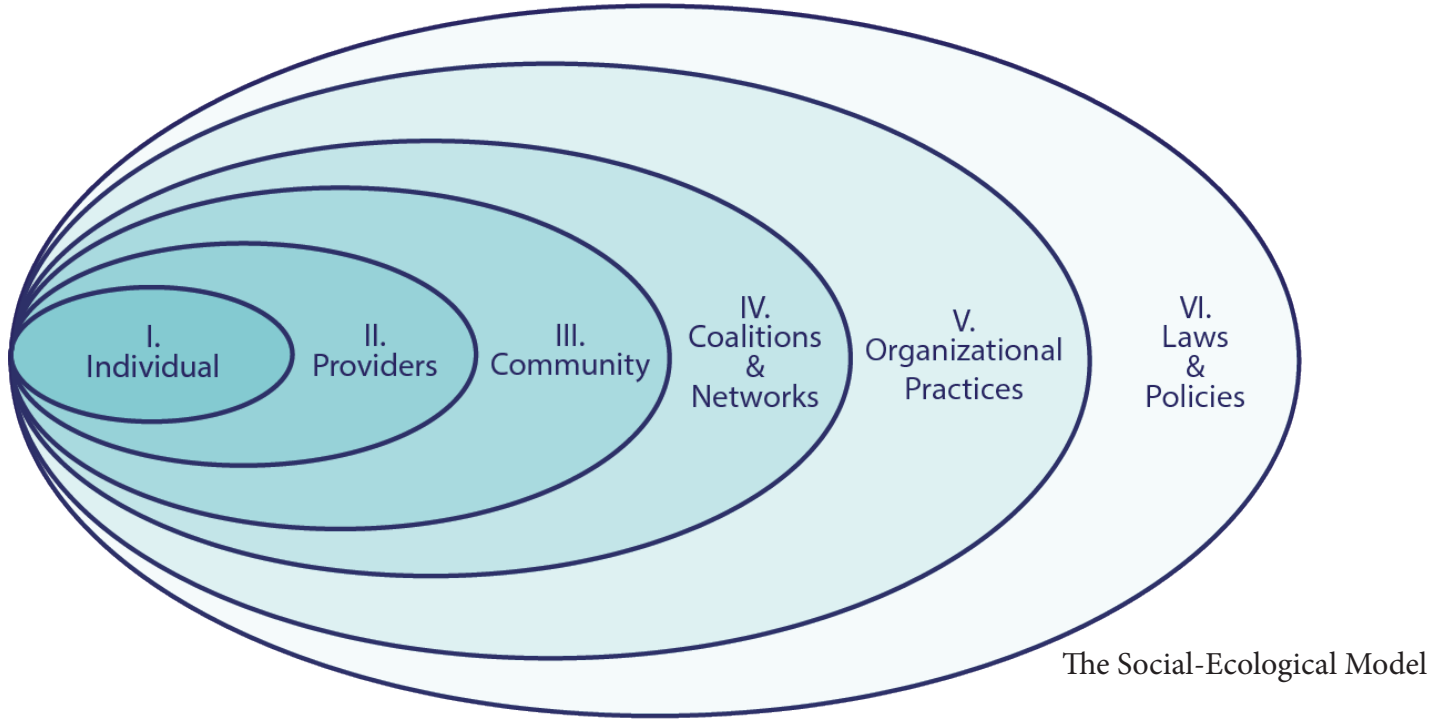 I.
Individual
II.
Providers
III.
Community
IV.
Coalitions
&
Networks
V.
Organizational
Practices
VI.
Laws
&
Policies
The Social-Ecological Model